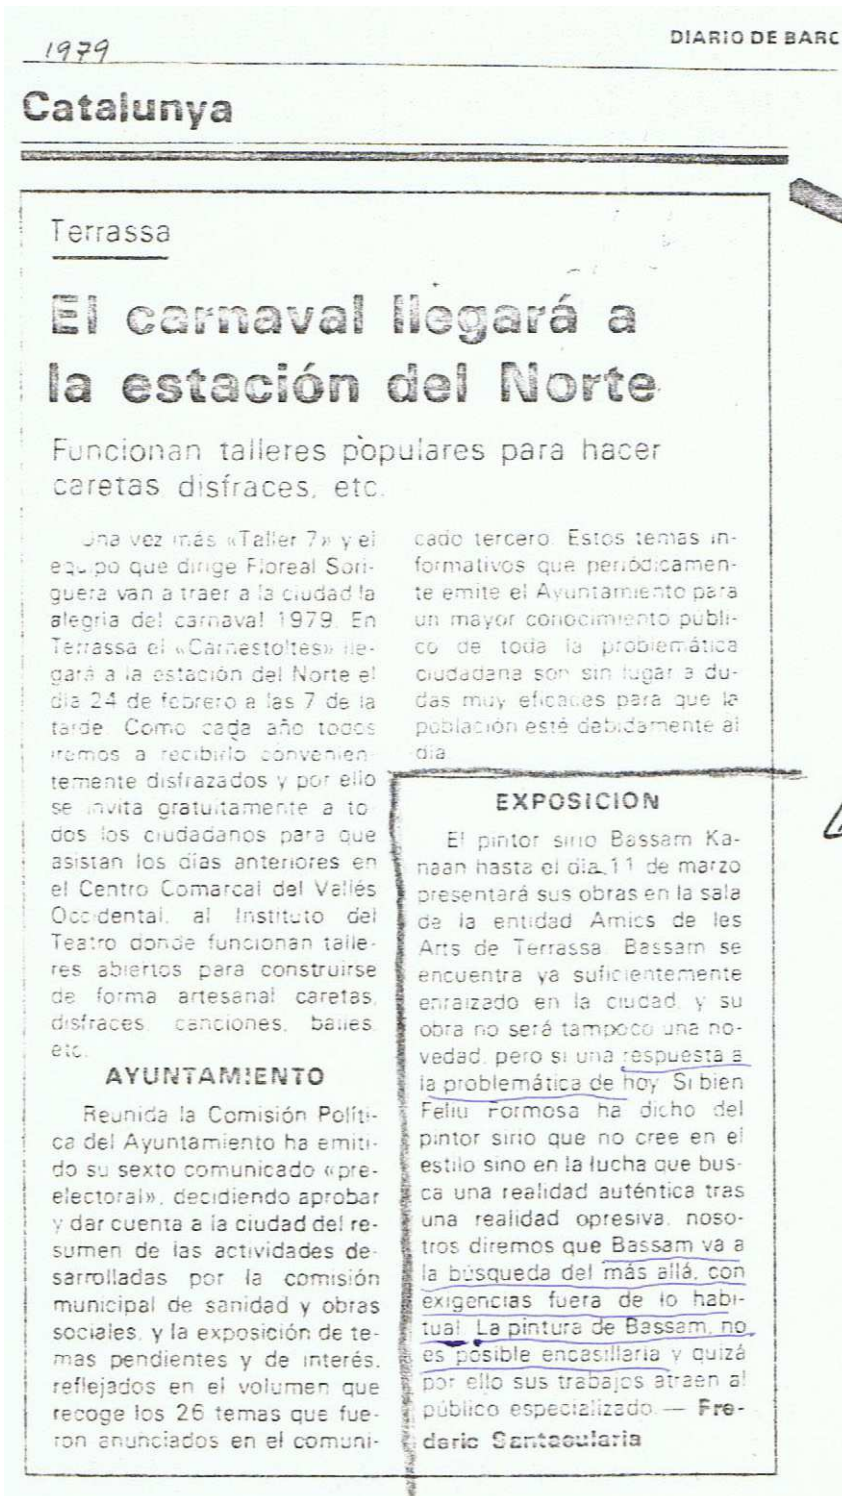 1979
DIARIO DE BARC
Catalunya
Terrassa
El carnaval llegará a
la estación del Norte
Funcionan talleres populares para hacer
caretas, disfraces, etc.
Una vez más «Taller 7» y el
equipo que dirige Floreal Sori-
guera van a traer a la ciudad la
alegría del carnaval 1979. En
Terrassa el «Carnestoltes» lle-
gará a la estación del Norte el
día 24 de febrero a las 7 de la
tarde. Como cada año todos
iremos a recibirlo convenien-
temente disfrazados y por ello
se invita gratuitamente a to-
dos los ciudadanos para que
asistan los días anteriores en
el Centro Comarcal del Vallés
Occidental, al Instituto del
Teatro donde funcionan talle-
res abiertos para construirse
de forma artesanal caretas,
disfraces, canciones, bailes,
etc.
AYUNTAMIENTO
Reunida la Comisión Políti-
ca del Ayuntamiento ha emiti-
do su sexto comunicado «pre-
electoral», decidiendo aprobar
y dar cuenta a la ciudad del re-
sumen de las actividades de-
sarrolladas por la comisión
municipal de sanidad y obras
sociales, y la exposición de te-
mas pendientes y de interés,
reflejados en el volumen que
recoge los 26 temas que fue-
ron anunciados en el comuni-
cado tercero. Estos temas in-
formativos que periódicamen-
te emite el Ayuntamiento para
un mayor conocimiento públi-
co de toda la problemática
ciudadana son sin lugar a du-
das muy eficaces para que la
población esté debidamente al
día.
EXPOSICION
El pintor sirio Bassam Ka-
naan hasta el día 11 de marzo
presentará sus obras en la sala
de la entidad Amics de les
Arts de Terrassa. Bassam se
encuentra ya suficientemente
enraizado en la ciudad, y su
obra no será tampoco una no-
vedad, pero si una respuesta a
la problemática de hoy. Si bien
Feliu Formosa ha dicho del
pintor sirio que no cree en el
estilo sino en la lucha que bus-
ca una realidad auténtica tras
una realidad opresiva, noso-
tros diremos que Bassam va a
la búsqueda del más allá, con
exigencias fuera de lo habi-
tual. La pintura de Bassam, no
es posible encasillarla y quizá
por ello sus trabajos atraen al
público especializado. — Fre-
deric Santaeularia